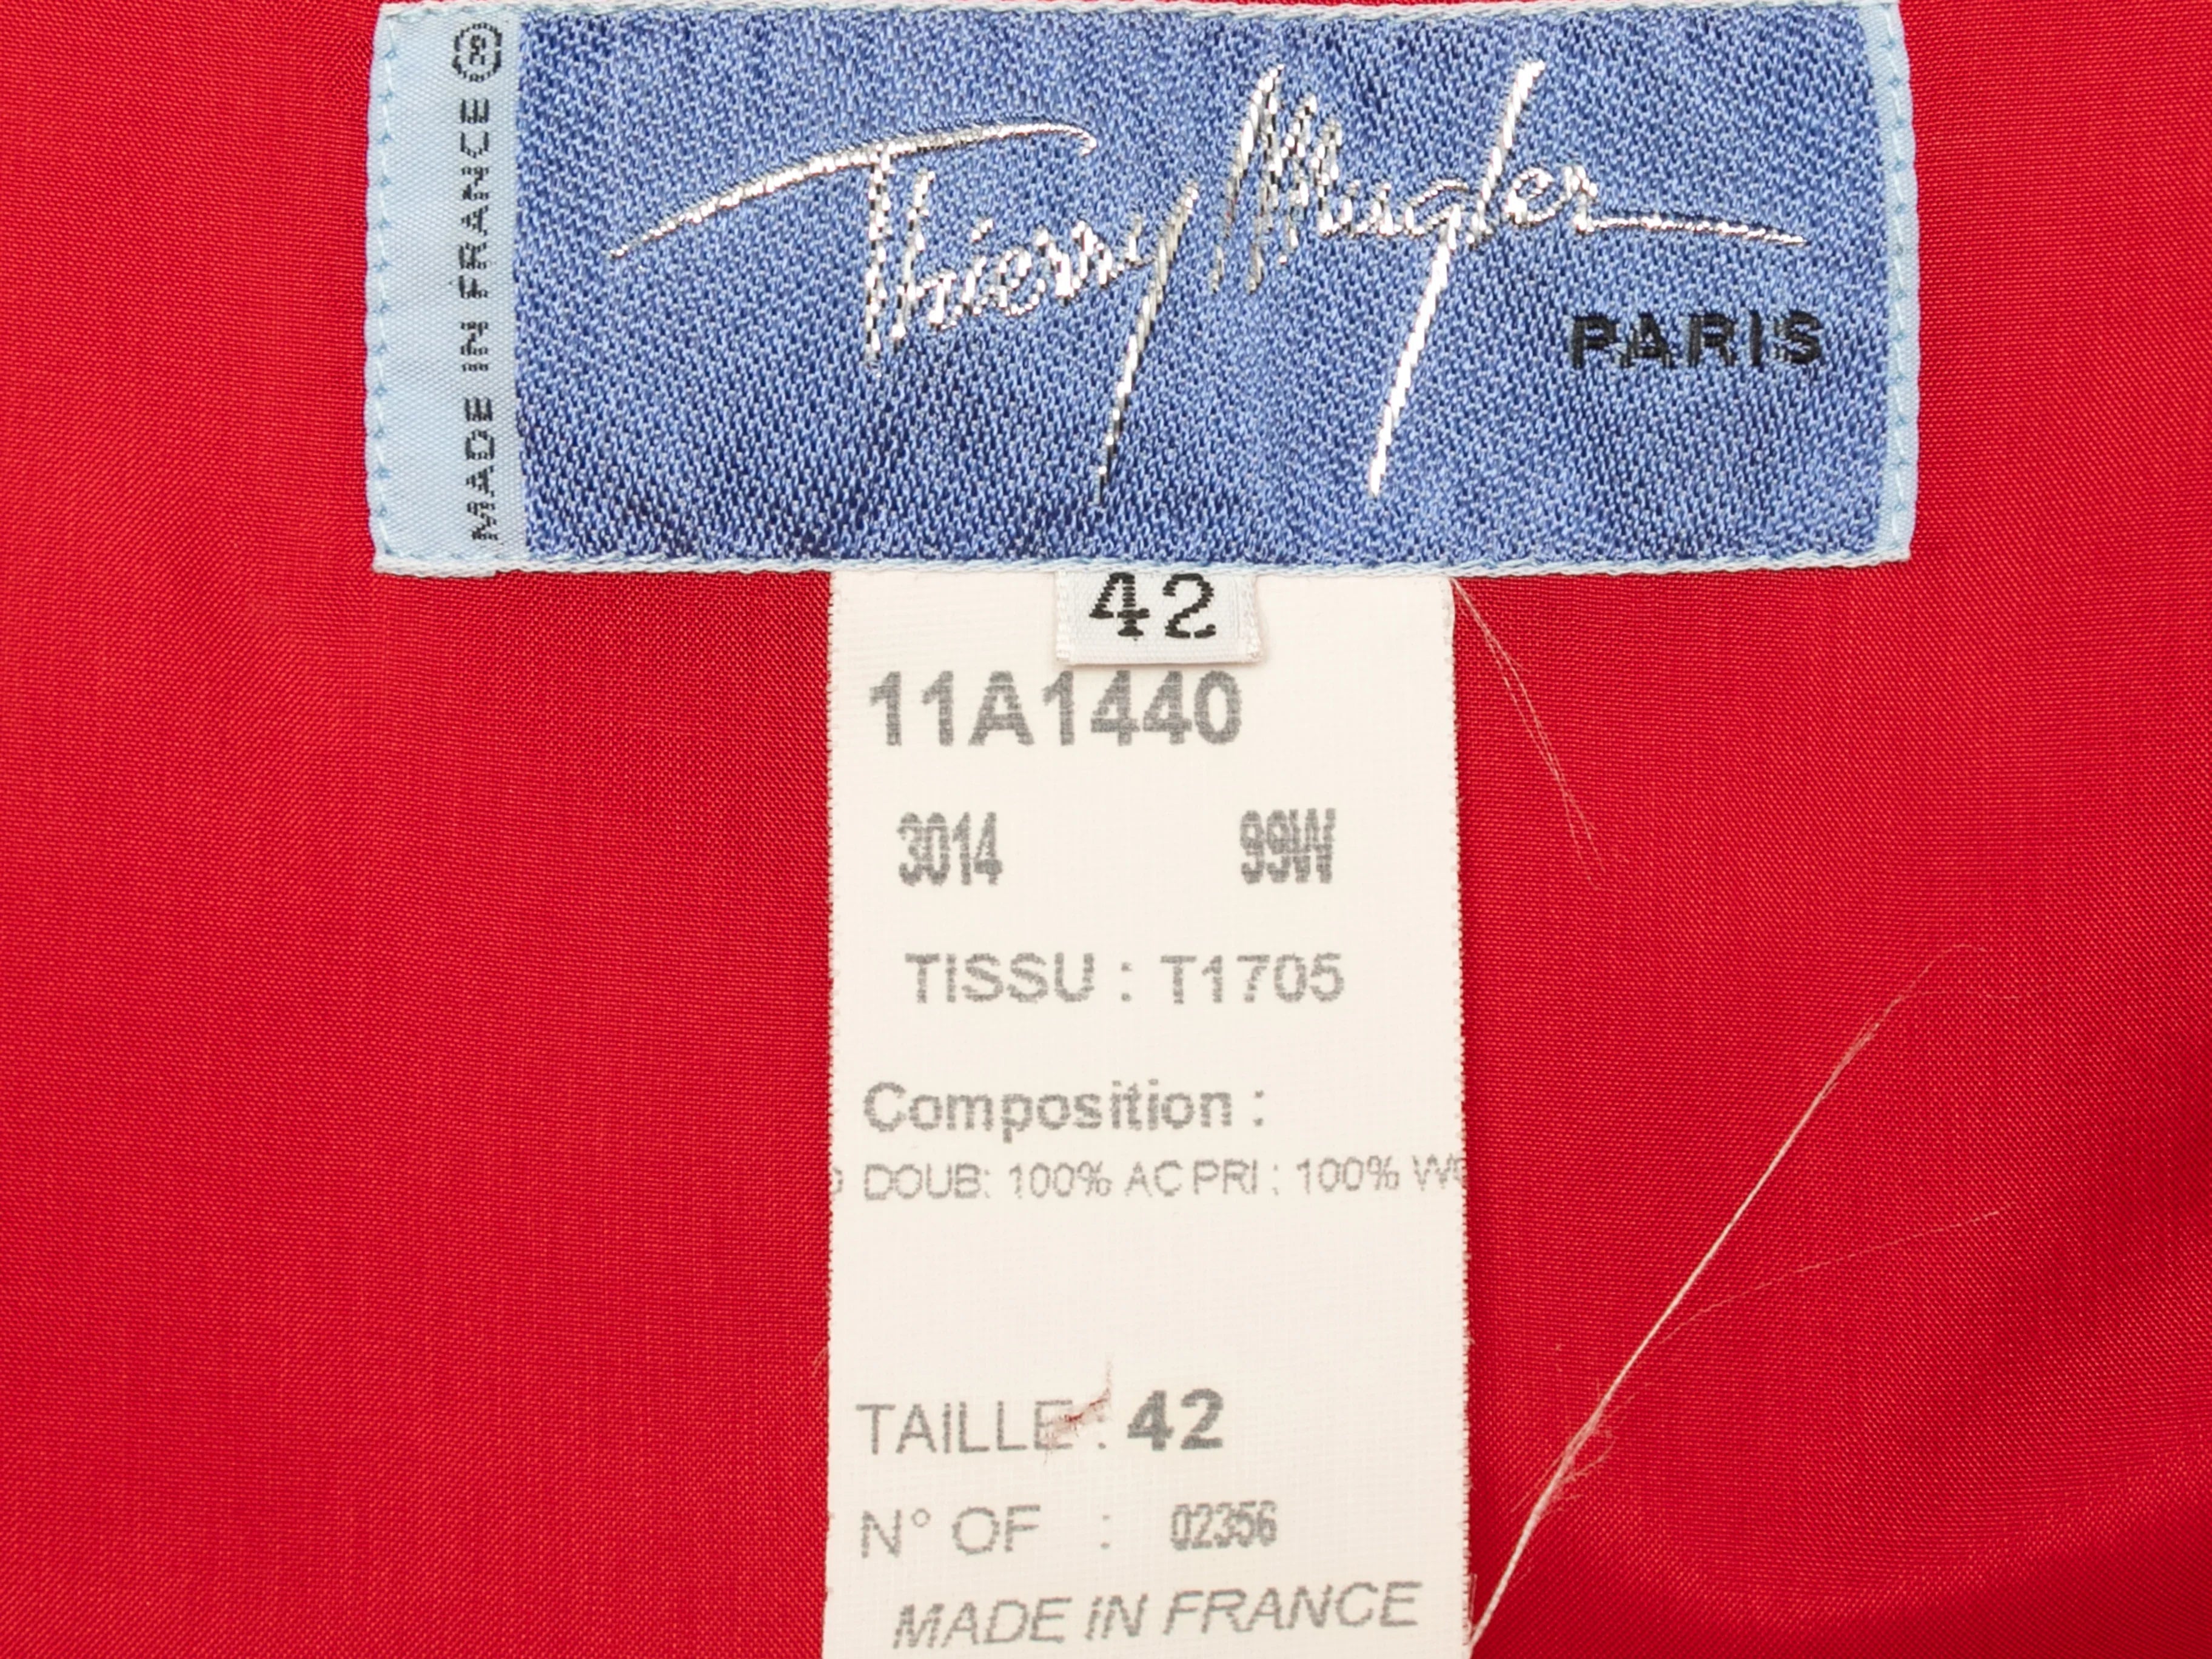 MADE IN FRANCE ®
Thierry Mugler
PARIS
42
11A1440
3014 99W
TISSU : T1705
Composition :
DOUB: 100% AC PRI : 100% W
TAILLE : 42
N° OF : 02356
MADE IN FRANCE